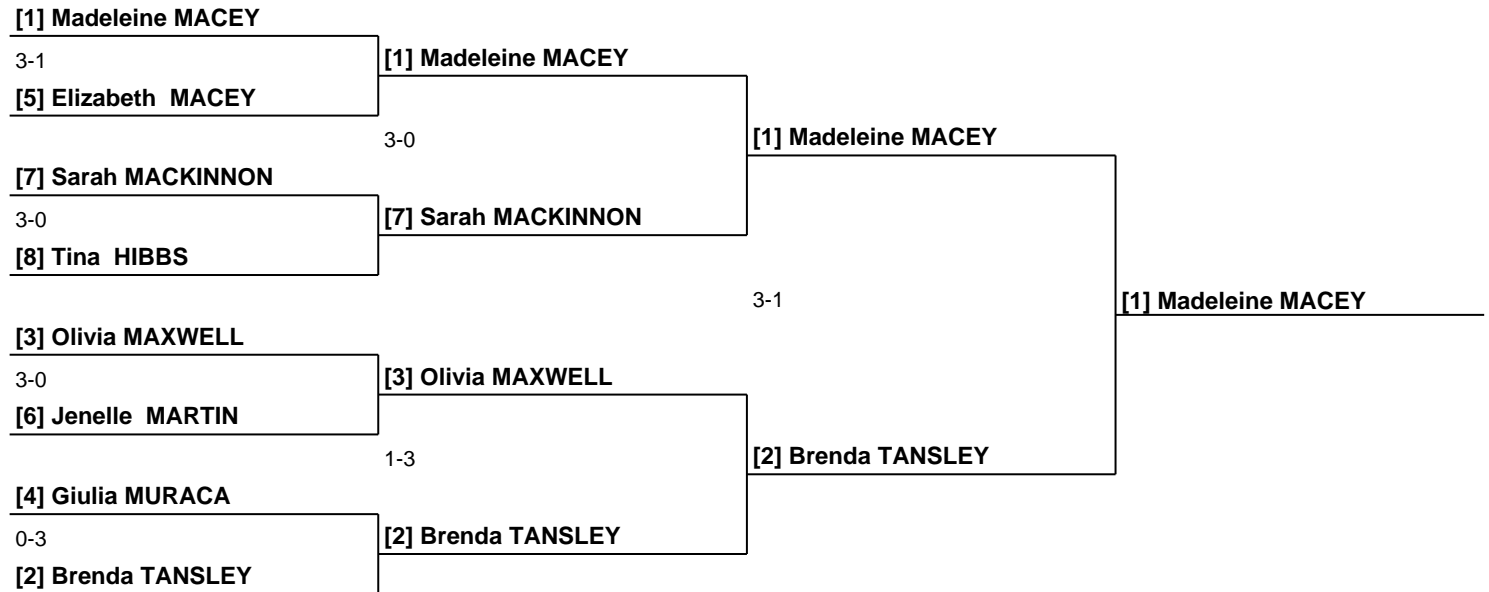 [1] Madeleine MACEY
3-1
[1] Madeleine MACEY
[5] Elizabeth  MACEY
3-0
[1] Madeleine MACEY
[7] Sarah MACKINNON
3-0
[7] Sarah MACKINNON
[8] Tina  HIBBS
3-1
[1] Madeleine MACEY
[3] Olivia MAXWELL
3-0
[3] Olivia MAXWELL
[6] Jenelle  MARTIN
1-3
[2] Brenda TANSLEY
[4] Giulia MURACA
0-3
[2] Brenda TANSLEY
[2] Brenda TANSLEY